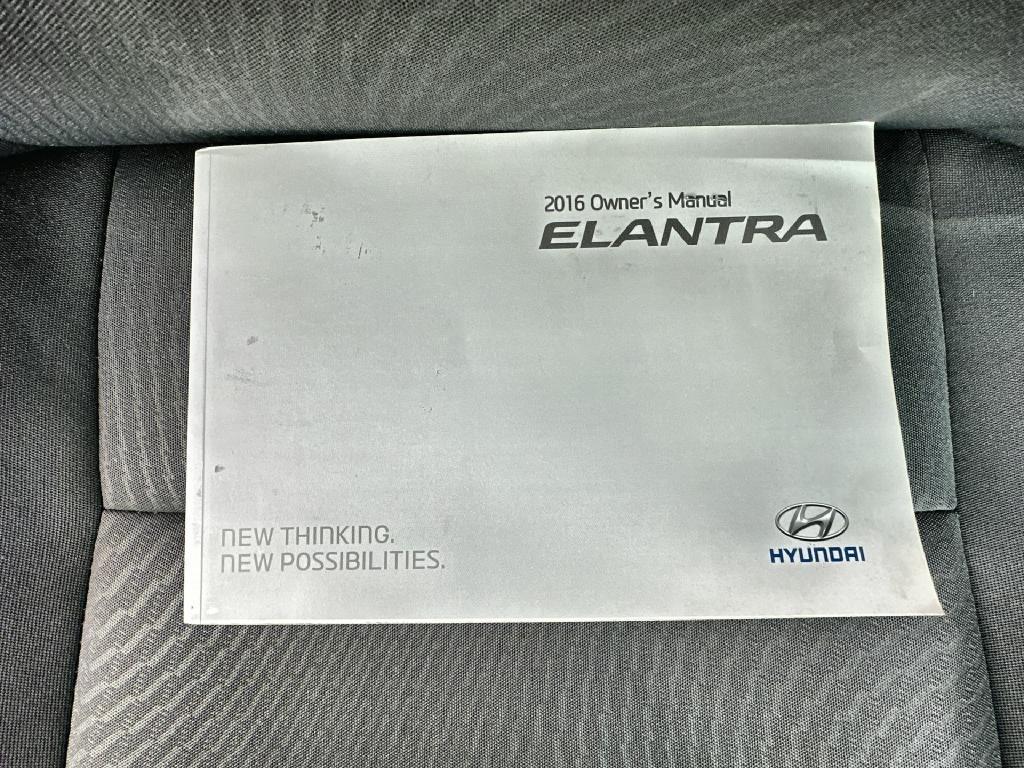 2016 Owner's Manual
ELANTRA
NEW THINKING.
NEW POSSIBILITIES.
HYUNDAI